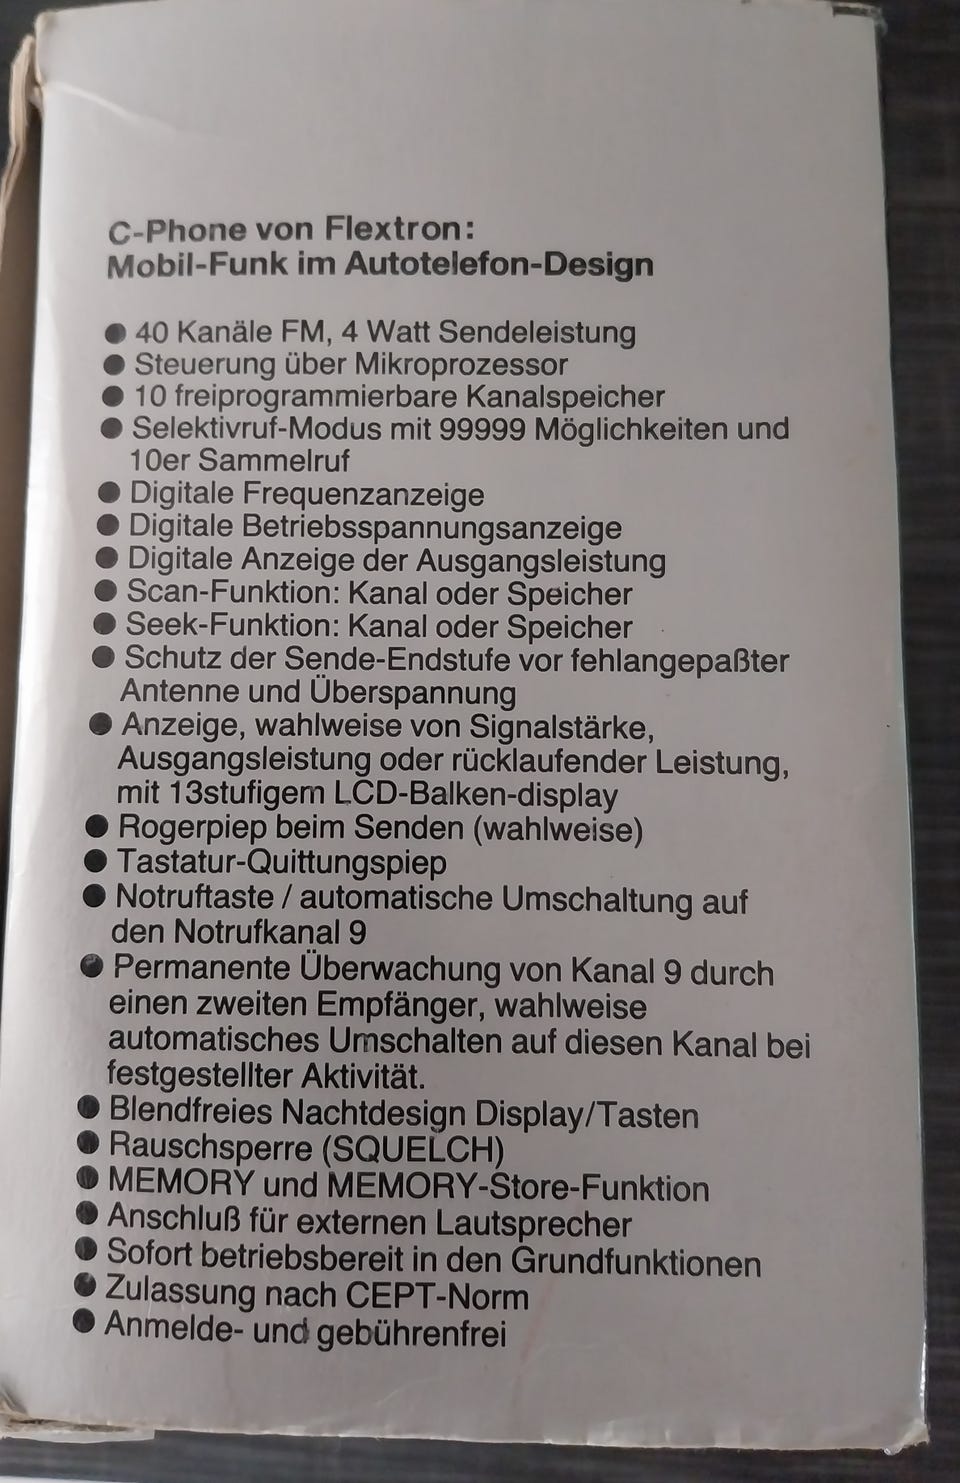 C-Phone von Flextron:
Mobil-Funk im Autotelefon-Design
● 40 Kanäle FM, 4 Watt Sendeleistung
● Steuerung über Mikroprozessor
● 10 freiprogrammierbare Kanalspeicher
● Selektivruf-Modus mit 99999 Möglichkeiten und
10er Sammelruf
● Digitale Frequenzanzeige
● Digitale Betriebsspannungsanzeige
● Digitale Anzeige der Ausgangsleistung
● Scan-Funktion: Kanal oder Speicher
● Seek-Funktion: Kanal oder Speicher
● Schutz der Sende-Endstufe vor fehlangepaßter
Antenne und Überspannung
● Anzeige, wahlweise von Signalstärke,
Ausgangsleistung oder rücklaufender Leistung,
mit 13stufigem LCD-Balken-display
● Rogerpiep beim Senden (wahlweise)
● Tastatur-Quittungspiep
● Notruftaste / automatische Umschaltung auf
den Notrufkanal 9
● Permanente Überwachung von Kanal 9 durch
einen zweiten Empfänger, wahlweise
automatisches Umschalten auf diesen Kanal bei
festgestellter Aktivität.
● Blendfreies Nachtdesign Display/Tasten
● Rauschsperre (SQUELCH)
● MEMORY und MEMORY-Store-Funktion
● Anschluß für externen Lautsprecher
● Sofort betriebsbereit in den Grundfunktionen
● Zulassung nach CEPT-Norm
● Anmelde- und gebührenfrei